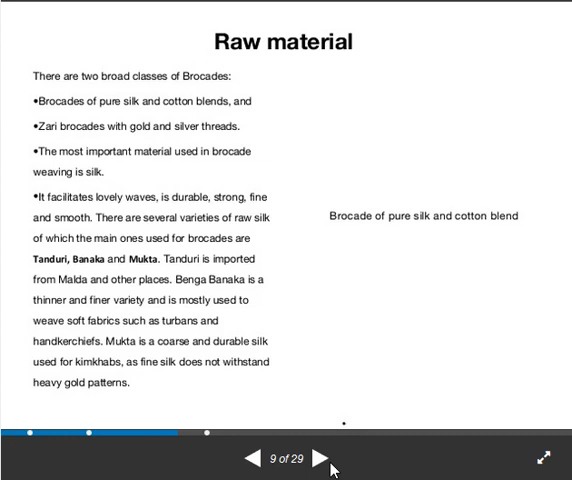 Raw material
There are two broad classes of Brocades:
•Brocades of pure silk and cotton blends, and
•Zari brocades with gold and silver threads.
•The most important material used in brocade
weaving is silk.
•It facilitates lovely waves, is durable, strong, fine
and smooth. There are several varieties of raw silk
of which the main ones used for brocades are
Tanduri, Banaka and Mukta. Tanduri is imported
from Malda and other places. Benga Banaka is a
thinner and finer variety and is mostly used to
weave soft fabrics such as turbans and
handkerchiefs. Mukta is a coarse and durable silk
used for kimkhabs, as fine silk does not withstand
heavy gold patterns.
Brocade of pure silk and cotton blend
•
9 of 29